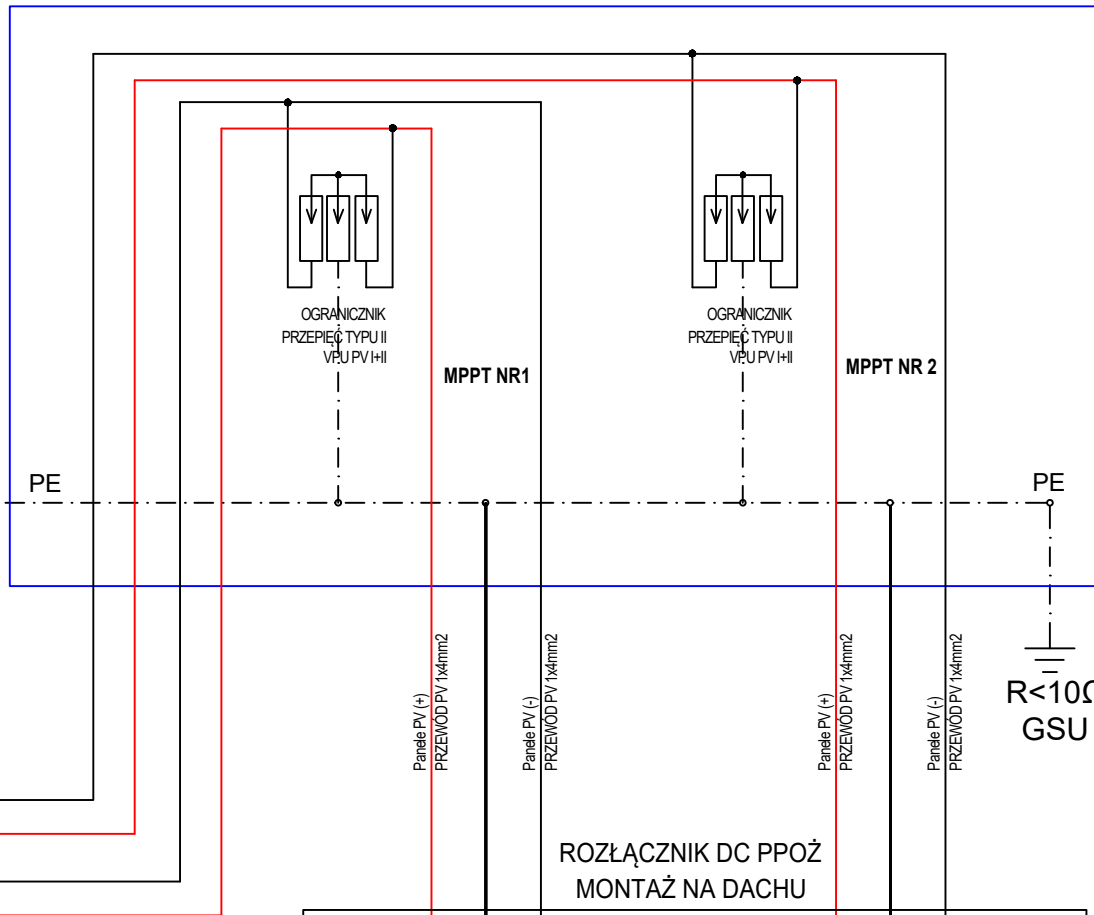 OGRANICZNIK
PRZEPIĘĆ TYPU II
VPU PV I+II
MPPT NR1
OGRANICZNIK
PRZEPIĘĆ TYPU II
VPU PV I+II
MPPT NR 2
PE
PE
Panele PV (+)
PRZEWÓD PV 1x4mm2
Panele PV (-)
PRZEWÓD PV 1x4mm2
Panele PV (+)
PRZEWÓD PV 1x4mm2
Panele PV (-)
PRZEWÓD PV 1x4mm2
R<10Ω
GSU
ROZŁĄCZNIK DC PPOŻ
MONTAŻ NA DACHU